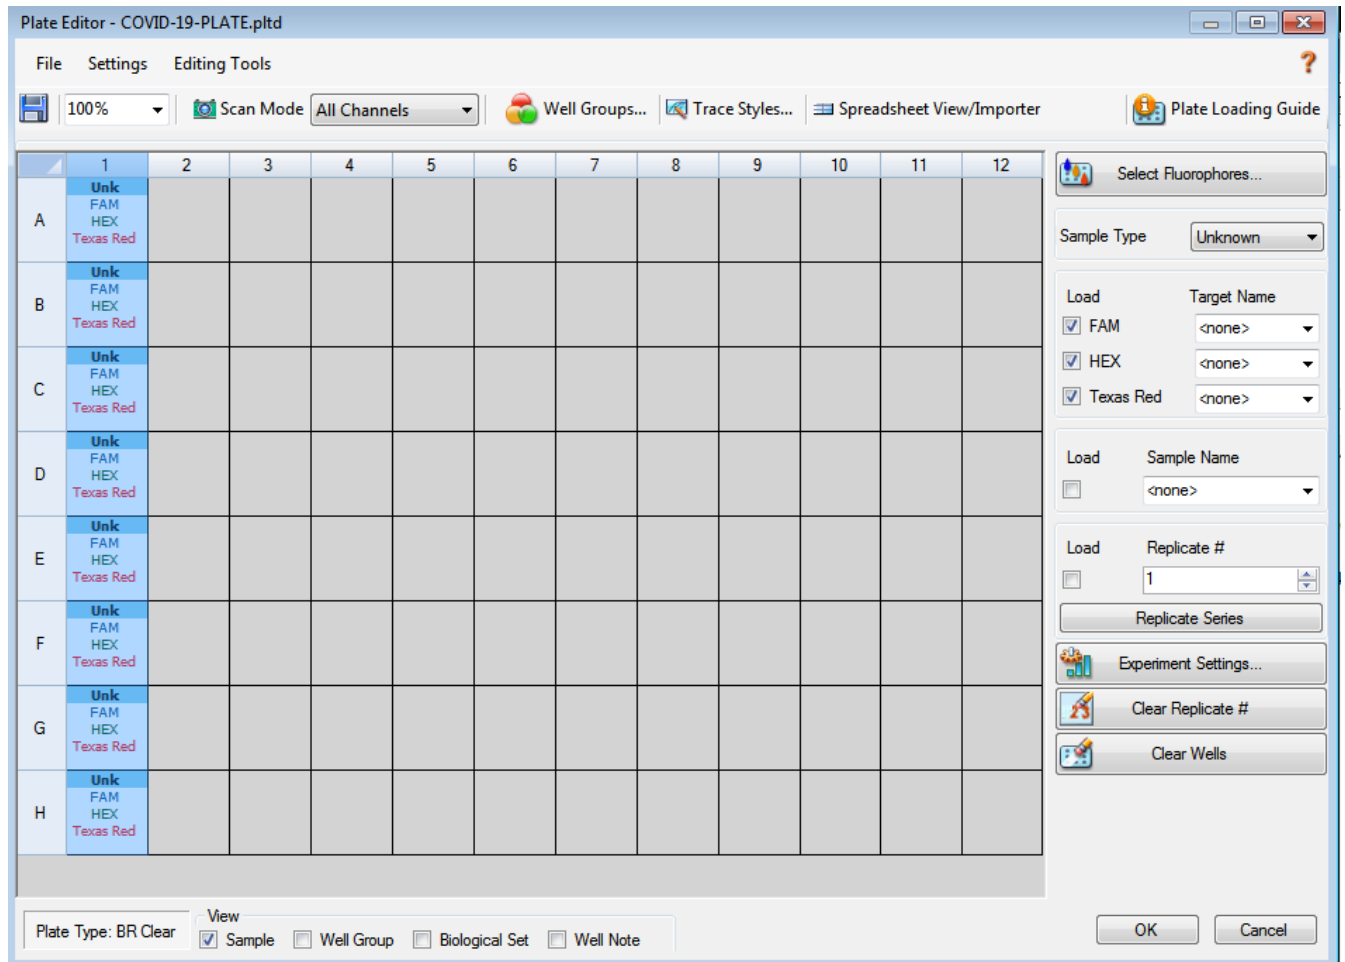 Plate Editor - COVID-19-PLATE.pltd
File Settings Editing Tools
100% Scan Mode All Channels Well Groups... Trace Styles... Spreadsheet View/Importer Plate Loading Guide
1 2 3 4 5 6 7 8 9 10 11 12
A
Unk
FAM
HEX
Texas Red
B
Unk
FAM
HEX
Texas Red
C
Unk
FAM
HEX
Texas Red
D
Unk
FAM
HEX
Texas Red
E
Unk
FAM
HEX
Texas Red
F
Unk
FAM
HEX
Texas Red
G
Unk
FAM
HEX
Texas Red
H
Unk
FAM
HEX
Texas Red
Select Fluorophores...
Sample Type Unknown
Load Target Name
FAM <none>
HEX <none>
Texas Red <none>
Load Sample Name
<none>
Load Replicate #
1
Replicate Series
Experiment Settings...
Clear Replicate #
Clear Wells
Plate Type: BR Clear
View
Sample Well Group Biological Set Well Note
OK Cancel